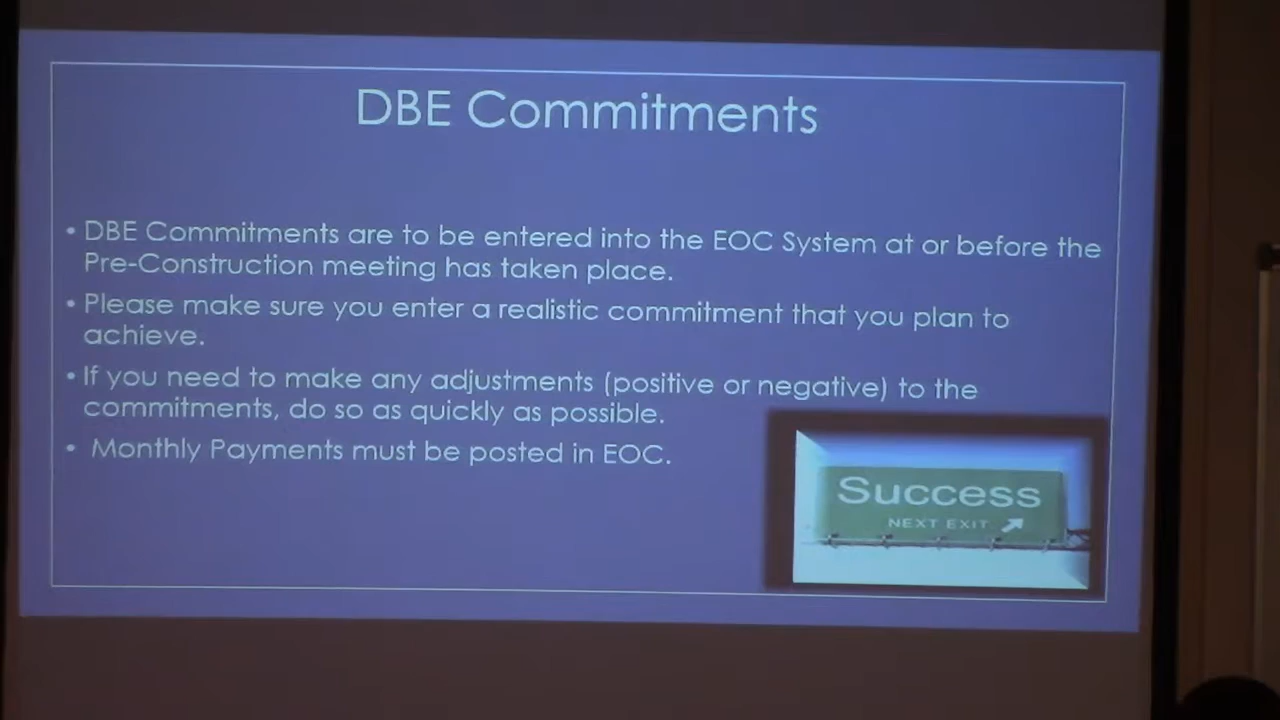 DBE Commitments
• DBE Commitments are to be entered into the EOC System at or before the
Pre-Construction meeting has taken place.
• Please make sure you enter a realistic commitment that you plan to
achieve.
• If you need to make any adjustments (positive or negative) to the
commitments, do so as quickly as possible.
• Monthly Payments must be posted in EOC.
Success
NEXT EXIT